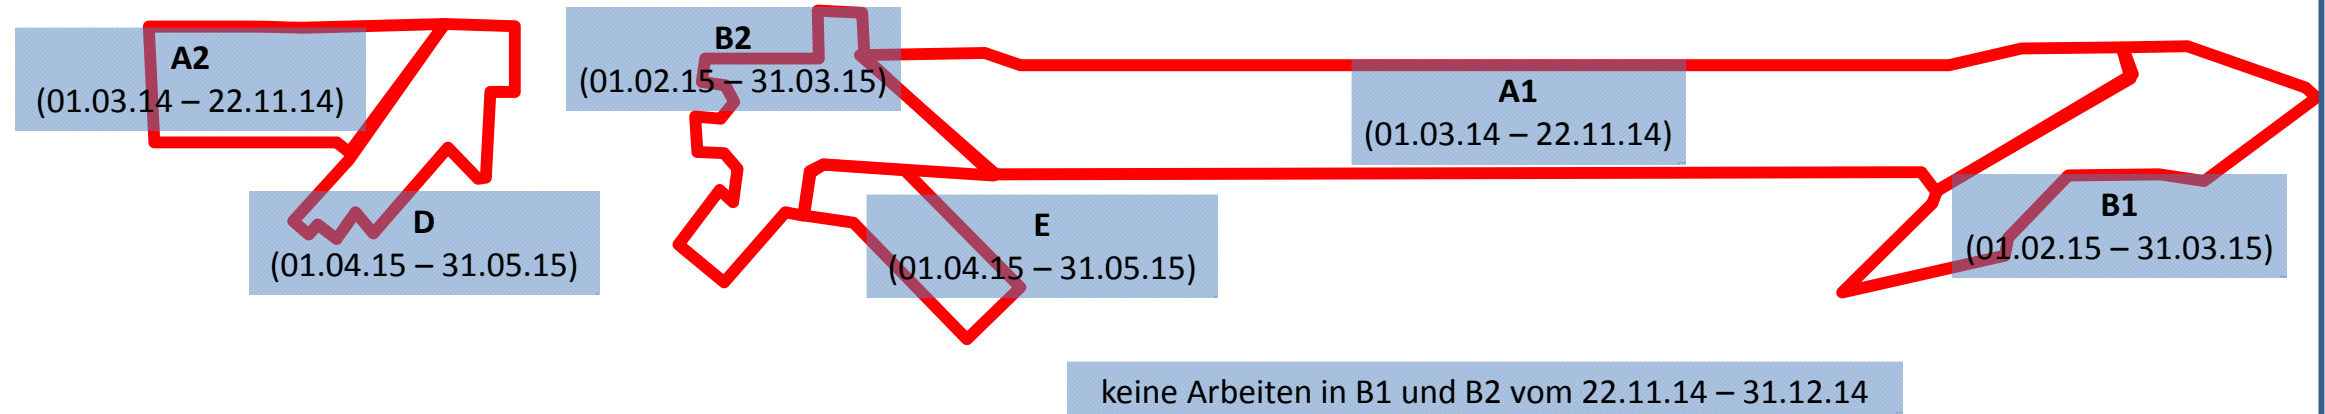 A2
(01.03.14 – 22.11.14)
D
(01.04.15 – 31.05.15)
B2
(01.02.15 – 31.03.15)
E
(01.04.15 – 31.05.15)
A1
(01.03.14 – 22.11.14)
B1
(01.02.15 – 31.03.15)
keine Arbeiten in B1 und B2 vom 22.11.14 – 31.12.14